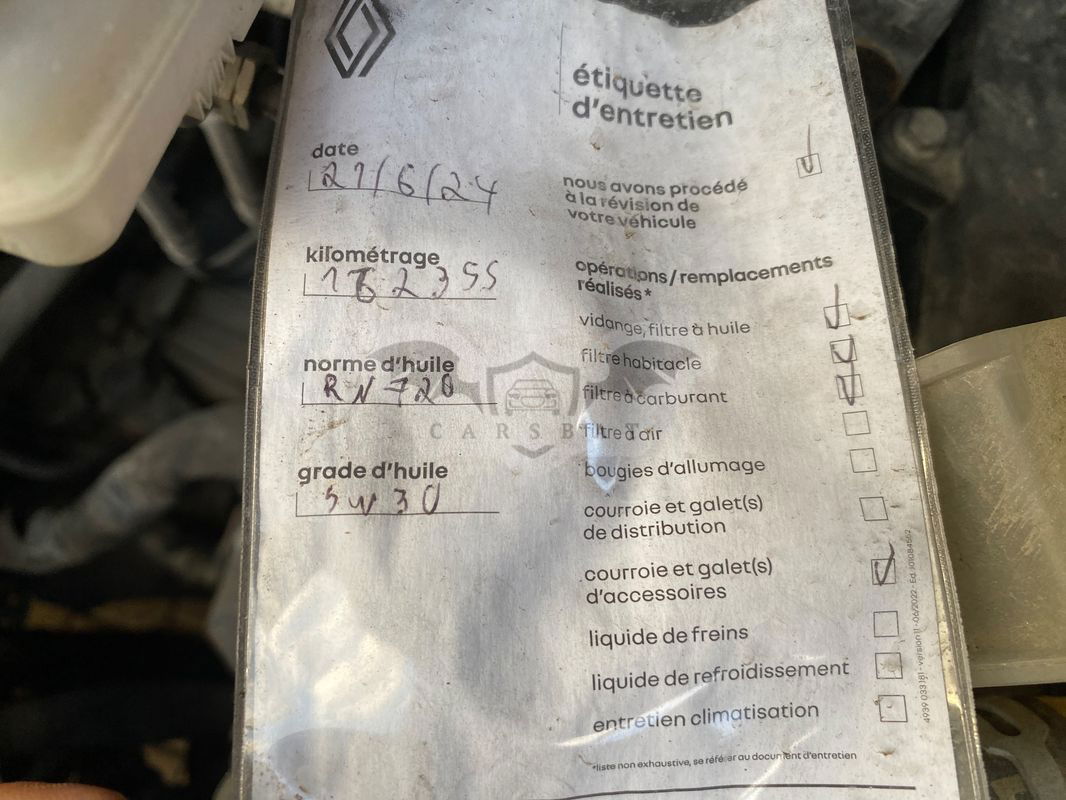 étiquette
d'entretien
date
21/6/24
nous avons procédé
à la révision de
votre véhicule
kilométrage
162355
opérations/remplacements
réalisés*
vidange, filtre à huile
norme d'huile
RN720
filtre habitacle
filtre à carburant
CARSBUT
filtre à air
grade d'huile
5w30
bougies d'allumage
courroie et galet(s)
de distribution
courroie et galet(s)
d'accessoires
liquide de freins
liquide de refroidissement
entretien climatisation
*liste non exhaustive, se référer au document d'entretien